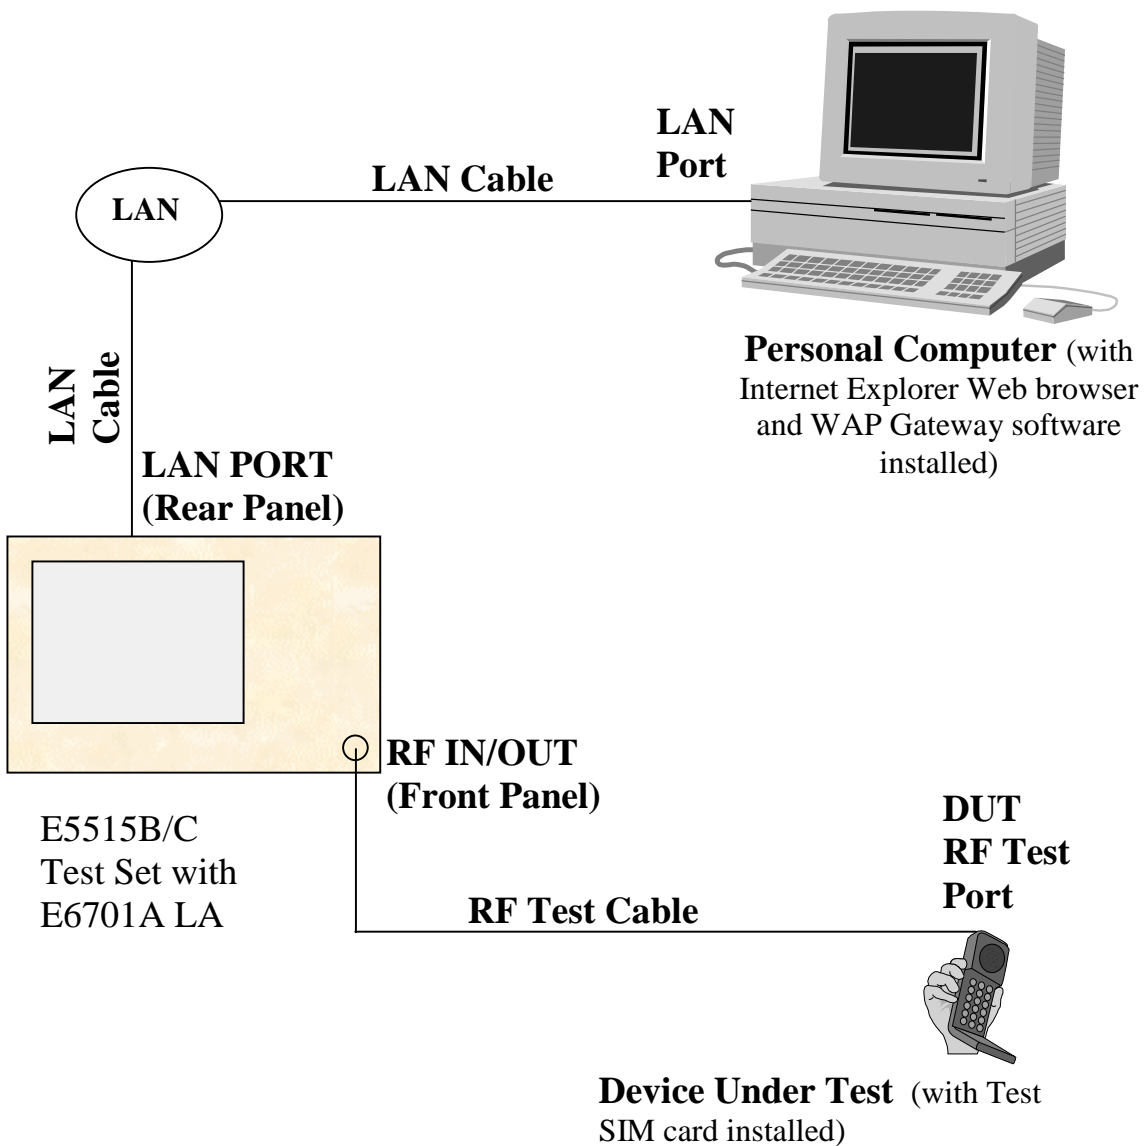 LAN
Port
LAN Cable
LAN
Personal Computer (with
Internet Explorer Web browser
and WAP Gateway software
installed)
LAN
Cable
LAN PORT
(Rear Panel)
RF IN/OUT
(Front Panel)
E5515B/C
Test Set with
E6701A LA
DUT
RF Test
Port
RF Test Cable
Device Under Test (with Test
SIM card installed)